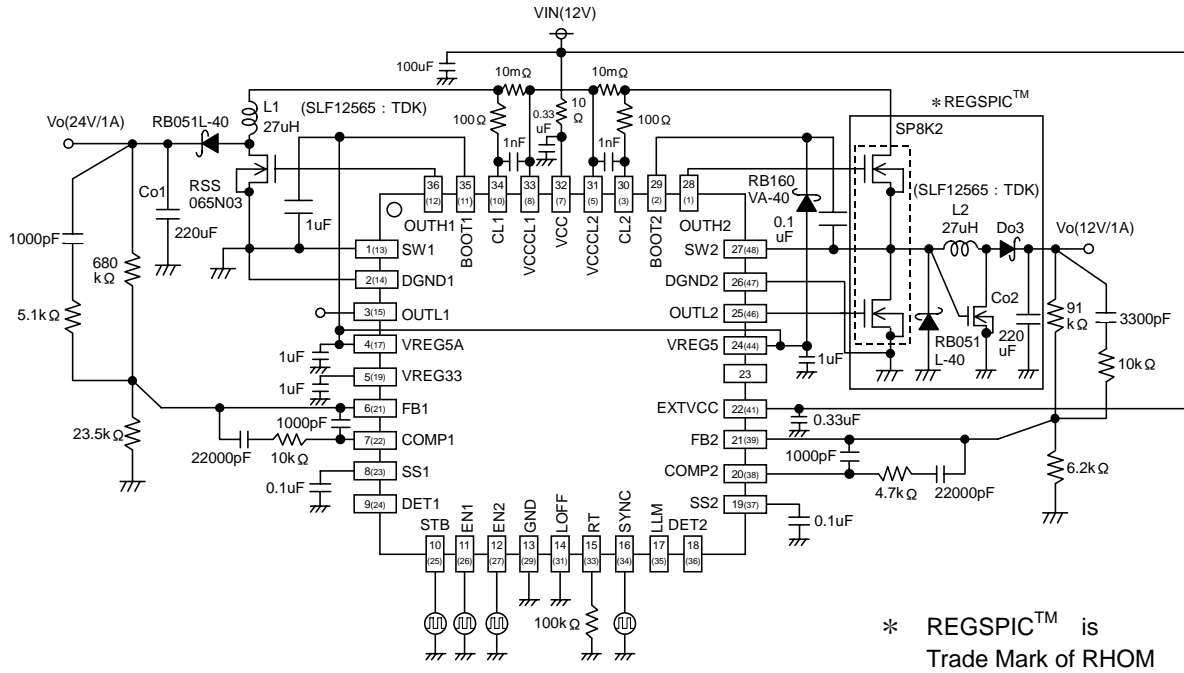 VIN(12V)
100uF
10mΩ
10mΩ
L1
27uH
(SLF12565 : TDK)
Vo(24V/1A)
RB051L-40
100Ω
0.33
uF
10
Ω
100Ω
1nF
1nF
* REGSPIC™
SP8K2
RSS
065N03
Co1
220uF
1uF
RB160
VA-40
0.1
uF
(SLF12565 : TDK)
L2
27uH
Do3
Vo(12V/1A)
36
(12)
35
(11)
34
(10)
33
(8)
32
(7)
31
(5)
30
(3)
29
(2)
28
(1)
OUTH1
BOOT1
CL1
VCCCL1
VCC
VCCCL2
CL2
BOOT2
OUTH2
1000pF
680
kΩ
5.1kΩ
23.5kΩ
1(13) SW1
2(14) DGND1
3(15) OUTL1
4(17) VREG5A
5(19) VREG33
6(21) FB1
7(22) COMP1
8(23) SS1
9(24) DET1
1uF
1uF
1000pF
22000pF
10kΩ
0.1uF
SW2 27(48)
DGND2 26(47)
OUTL2 25(46)
VREG5 24(44)
23
EXTVCC 22(41)
FB2 21(39)
COMP2 20(38)
SS2 19(37)
1uF
RB051
L-40
Co2
220
uF
91
kΩ
3300pF
10kΩ
0.33uF
1000pF
4.7kΩ
22000pF
6.2kΩ
0.1uF
STB
EN1
EN2
GND
LOFF
RT
SYNC
LLM
DET2
10
(25)
11
(26)
12
(27)
13
(29)
14
(31)
15
(33)
16
(34)
17
(35)
18
(36)
100kΩ
* REGSPIC™ is
Trade Mark of RHOM